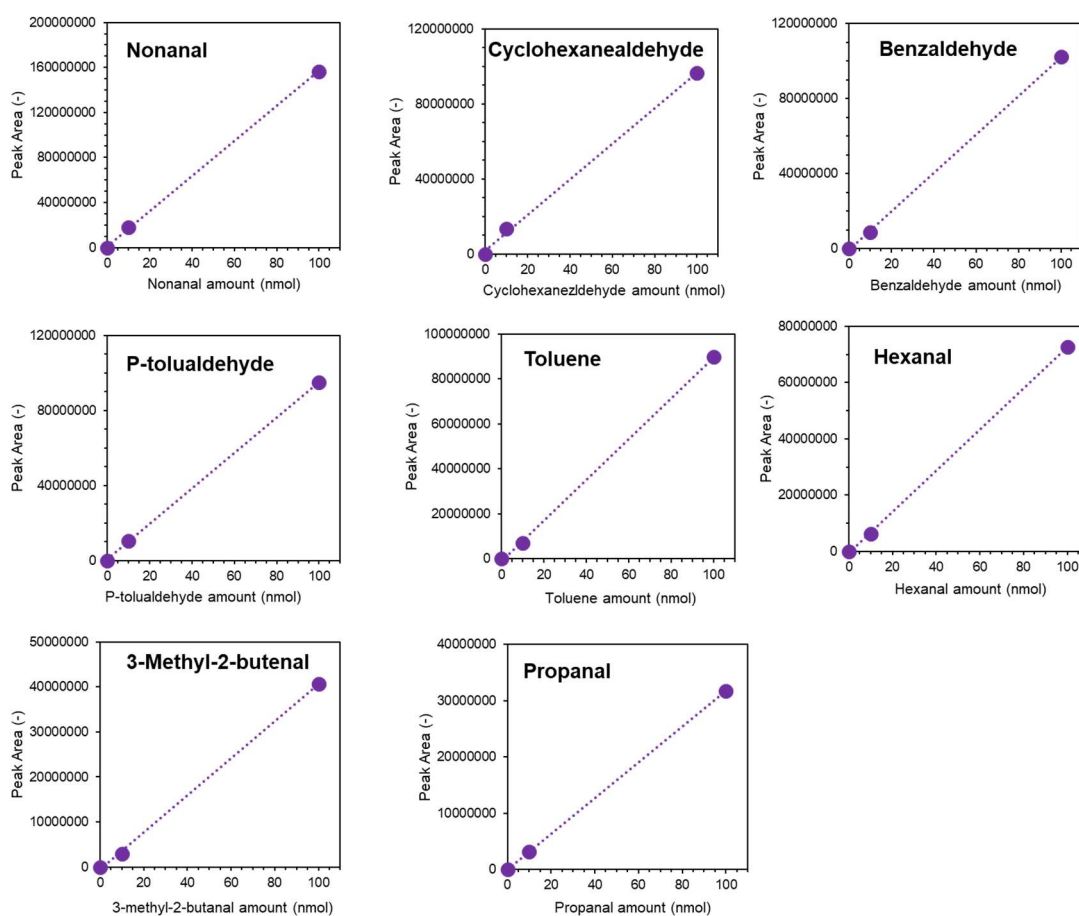 Nonanal
Peak Area (-)
200000000
160000000
120000000
80000000
40000000
0
0 20 40 60 80 100
Nonanal amount (nmol)
Cyclohexanealdehyde
Peak Area (-)
120000000
80000000
40000000
0
0 20 40 60 80 100
Cyclohexanezldehyde amount (nmol)
Benzaldehyde
Peak Area (-)
120000000
80000000
40000000
0
0 20 40 60 80 100
Benzaldehyde amount (nmol)
P-tolualdehyde
Peak Area (-)
120000000
80000000
40000000
0
0 20 40 60 80 100
P-tolualdehyde amount (nmol)
Toluene
Peak Area (-)
100000000
80000000
60000000
40000000
20000000
0
0 20 40 60 80 100
Toluene amount (nmol)
Hexanal
Peak Area (-)
80000000
60000000
40000000
20000000
0
0 20 40 60 80 100
Hexanal amount (nmol)
3-Methyl-2-butenal
Peak Area (-)
50000000
40000000
30000000
20000000
10000000
0
0 20 40 60 80 100
3-methyl-2-butanal amount (nmol)
Propanal
Peak Area (-)
40000000
30000000
20000000
10000000
0
0 20 40 60 80 100
Propanal amount (nmol)